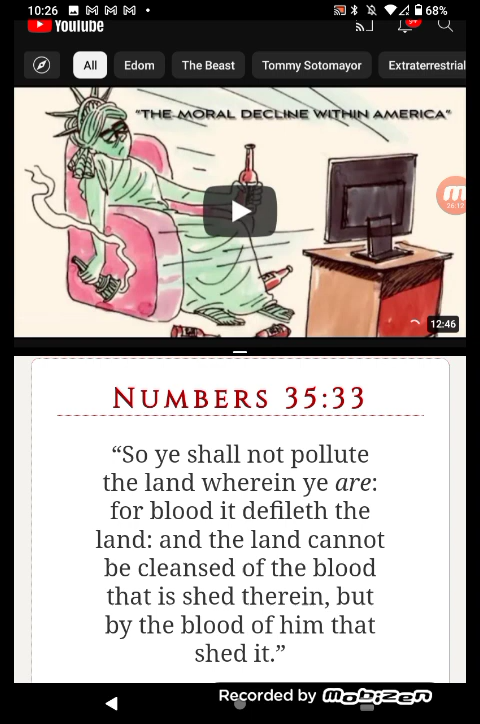 10:26 68%
YouTube 9+
All Edom The Beast Tommy Sotomayor Extraterrestrial
"THE MORAL DECLINE WITHIN AMERICA"
26:12
12:46
NUMBERS 35:33
“So ye shall not pollute
the land wherein ye are:
for blood it defileth the
land: and the land cannot
be cleansed of the blood
that is shed therein, but
by the blood of him that
shed it.”
Recorded by Mobizen